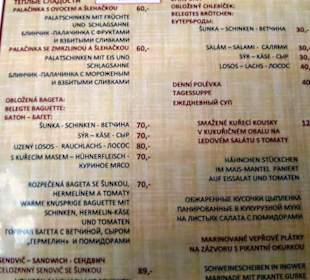 ТЕПЛЫЕ СЛАДОСТИ
PALAČINKA S OVOCEM A ŠLEHAČKOU 60,-
PALATSCHINKEN MIT FRÜCHTE
UND SCHLAGSAHNE
БЛИНЧИК-ПАЛАЧИНКА С ФРУКТАМИ
И ВЗБИТЫМИ СЛИВКАМИ
PALAČINKA SE ZMRZLINOU A ŠLEHAČKOU 60,-
PALATSCHINKEN MIT EIS UND
SCHLAGSAHNE
БЛИНЧИК-ПАЛАЧИНКА С МОРОЖЕНЫМ
И ВЗБИТЫМИ СЛИВКАМИ
OBLOŽENÁ BAGETA:
BELEGTE BAGUETTE:
БАТОН – БАГЕТ:
ŠUNKA - SCHINKEN - ВЕТЧИНА 70,-
SÝR – KÄSE - СЫР 70,-
UZENÝ LOSOS - RAUCHLACHS - ЛОСОС 80,-
S KUŘECÍM MASEM – HÜHNERFLEISCH - 70,-
КУРИНОЕ МЯСО
ROZPEČENÁ BAGETA SE ŠUNKOU, 70,-
HERMELÍNEM A TOMATY
WARME KNUSPRIGE BAGUETTE MIT
SCHINKEN, HERMELIN-KÄSE
UND TOMATEN
ГОРЯЧАЯ БАГЕТА С ВЕТЧИНОЙ, СЫРОМ
„ГЕРМЕЛИН“ И ПОМИДОРАМИ
SENDVIČ – SANDWICH - СЕНДВИЧ
CELOZRNNÝ SENDVIČ SE ŠUNKOU 89,-
OBLOŽENÝ CHLEBÍČEK:
BELEGTES BRÖTCHEN:
БУТЕРБРОДЫ:
ŠUNKA – SCHINKEN - ВЕТЧИНА 30,-
SALÁM – SALAMI - САЛЯМИ 30,-
SÝR – KÄSE - СЫР 30,-
LOSOS – LACHS - ЛОСОС 40,-
DENNÍ POLÉVKA
TAGESSUPPE
ЕЖЕДНЕВНЫЙ СУП
SMAŽENÉ KUŘECÍ KOUSKY
V KUKUŘIČNÉM OBALU NA
LEDOVÉM SALÁTU S TOMATY
HÄHNCHEN STÜCKCHEN
IM MAIS-MANTEL PANIERT
AUF EISSALAT UND TOMATEN
ОБЖАРЕННЫЕ КУСОЧКИ ЦЫПЛЕНКА
ПАНИРОВАННЫЕ В КУКУРУЗНОЙ МУКЕ
НА ЛИСТЬЯХ САЛАТА С ПОМИДОРАМИ
MARINOVANÉ VEPŘOVÉ PLÁTKY
NA ZÁZVORU S PIKANTNÍ OKURKOU
SCHWEINESCHEIBEN IN INGWER